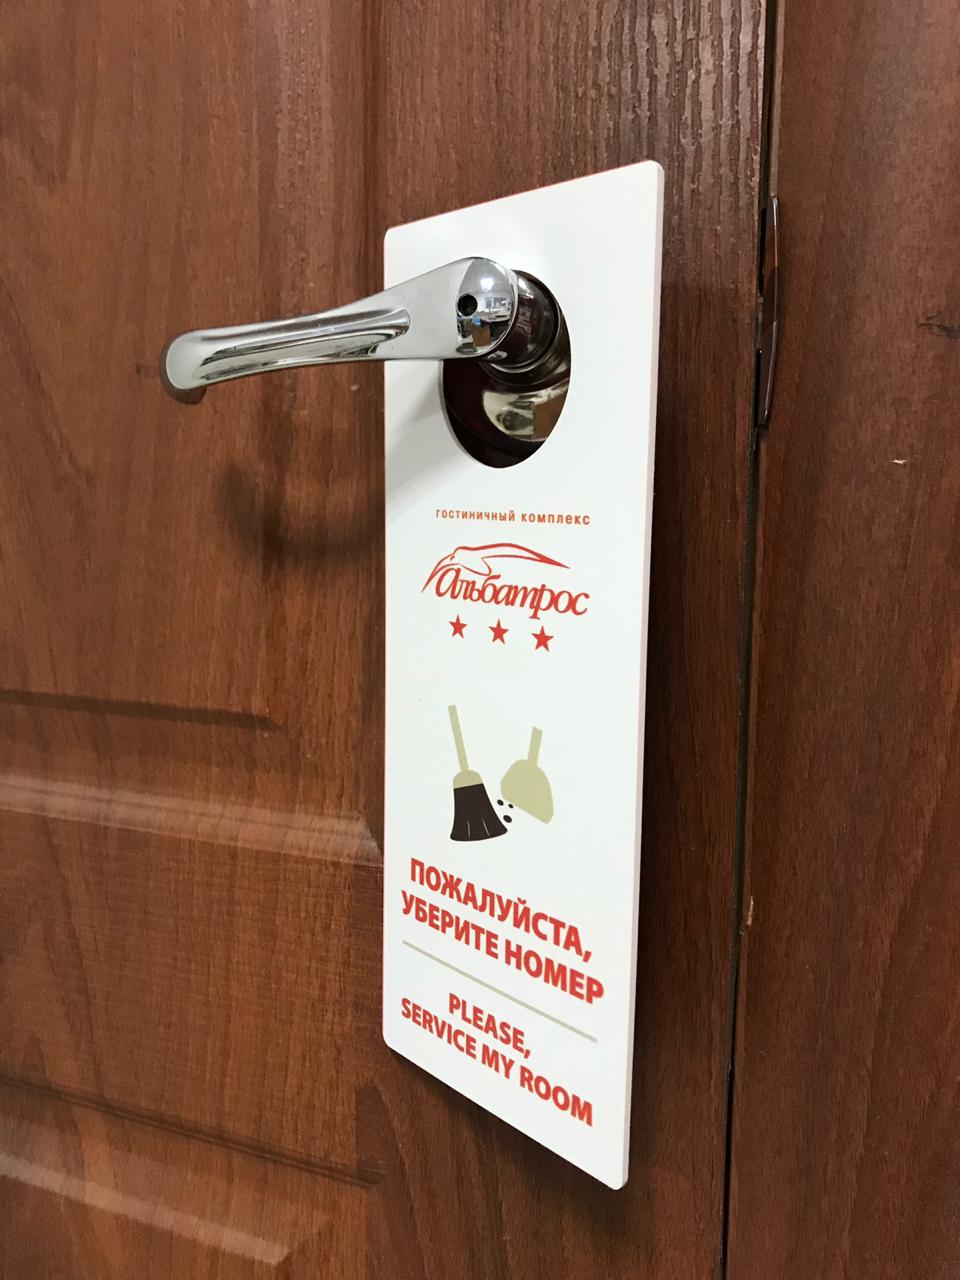 гостиничный комплекс
Альбатрос
ПОЖАЛУЙСТА,
УБЕРИТЕ НОМЕР
PLEASE,
SERVICE MY ROOM